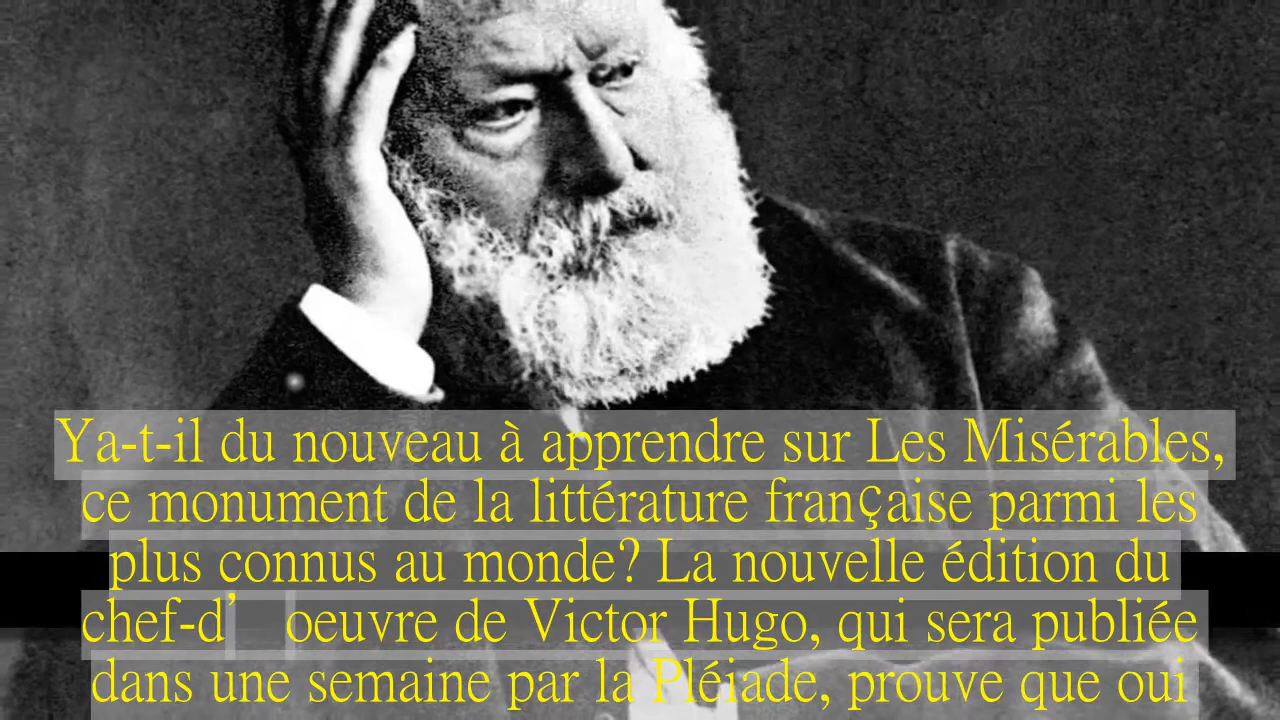 Ya-t-il du nouveau à apprendre sur Les Misérables,
ce monument de la littérature française parmi les
plus connus au monde? La nouvelle édition du
chef-d’ oeuvre de Victor Hugo, qui sera publiée
dans une semaine par la Pléiade, prouve que oui